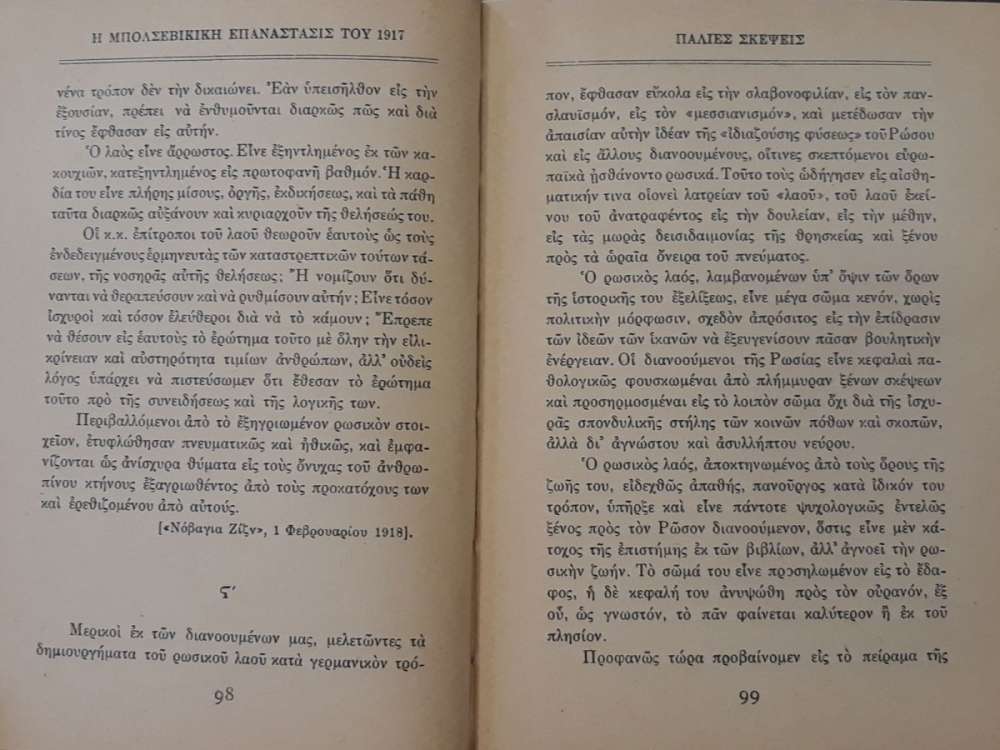 Η ΜΠΟΛΣΕΒΙΚΙΚΗ ΕΠΑΝΑΣΤΑΣΙΣ ΤΟΥ 1917
νένα τρόπον δὲν τὴν δικαιώνει. Ἐὰν ὑπεισῆλθον εἰς τὴν
ἐξουσίαν, πρέπει νὰ ἐνθυμοῦνται διαρκῶς πῶς καὶ διὰ
τίνος ἔφθασαν εἰς αὐτήν.
Ὁ λαὸς εἶνε ἄρρωστος. Εἶνε ἐξηντλημένος ἐκ τῶν κα-
κουχιῶν, κατεξηντλημένος εἰς πρωτοφανῆ βαθμόν. Ἡ καρ-
δία του εἶνε πλήρης μίσους, ὀργῆς, ἐκδικήσεως, καὶ τὰ πάθη
ταῦτα διαρκῶς αὐξάνουν καὶ κυριαρχοῦν τῆς θελήσεώς του.
Οἱ κ.κ. ἐπίτροποι τοῦ λαοῦ θεωροῦν ἑαυτοὺς ὡς τοὺς
ἐνδεδειγμένους ἑρμηνευτὰς τῶν καταστρεπτικῶν τούτων τά-
σεων, τῆς νοσηρᾶς αὐτῆς θελήσεως; Ἢ νομίζουν ὅτι δύ-
νανται νὰ θεραπεύσουν καὶ νὰ ρυθμίσουν αὐτήν; Εἶνε τόσον
ἰσχυροὶ καὶ τόσον ἐλεύθεροι διὰ νὰ τὸ κάμουν; Ἔπρεπε
νὰ θέσουν εἰς ἑαυτοὺς τὸ ἐρώτημα τοῦτο μὲ ὅλην τὴν εἰλι-
κρίνειαν καὶ αὐστηρότητα τιμίων ἀνθρώπων, ἀλλ' οὐδεὶς
λόγος ὑπάρχει νὰ πιστεύσωμεν ὅτι ἔθεσαν τὸ ἐρώτημα
τοῦτο πρὸ τῆς συνειδήσεως καὶ τῆς λογικῆς των.
Περιβαλλόμενοι ἀπὸ τὸ ἐξηγριωμένον ρωσικὸν στοι-
χεῖον, ἐτυφλώθησαν πνευματικῶς καὶ ἠθικῶς, καὶ ἐμφα-
νίζονται ὡς ἀνίσχυρα θύματα εἰς τοὺς ὄνυχας τοῦ ἀνθρω-
πίνου κτήνους ἐξαγριωθέντος ἀπὸ τοὺς προκατόχους των
καὶ ἐρεθιζομένου ἀπὸ αὐτούς.
[«Νόβαγια Ζίζν», 1 Φεβρουαρίου 1918].
ϛ'
Μερικοὶ ἐκ τῶν διανοουμένων μας, μελετῶντες τὰ
δημιουργήματα τοῦ ρωσικοῦ λαοῦ κατὰ γερμανικὸν τρό-
98
ΠΑΛΙΕΣ ΣΚΕΨΕΙΣ
πον, ἔφθασαν εὔκολα εἰς τὴν σλαβονοφιλίαν, εἰς τὸν παν-
σλαυϊσμόν, εἰς τὸν «μεσσιανισμόν», καὶ μετέδωσαν τὴν
ἀπαισίαν αὐτὴν ἰδέαν τῆς «ἰδιαζούσης φύσεως» τοῦ Ρώσου
καὶ εἰς ἄλλους διανοουμένους, οἵτινες σκεπτόμενοι εὐρω-
παϊκὰ ᾐσθάνοντο ρωσικά. Τοῦτο τοὺς ὡδήγησεν εἰς αἰσθη-
ματικήν τινα οἱονεὶ λατρείαν τοῦ «λαοῦ», τοῦ λαοῦ ἐκεί-
νου τοῦ ἀνατραφέντος εἰς τὴν δουλείαν, εἰς τὴν μέθην,
εἰς τὰς μωρὰς δεισιδαιμονίας τῆς θρησκείας καὶ ξένου
πρὸς τὰ ὡραῖα ὄνειρα τοῦ πνεύματος.
Ὁ ρωσικὸς λαός, λαμβανομένων ὑπ' ὄψιν τῶν ὅρων
τῆς ἱστορικῆς του ἐξελίξεως, εἶνε μέγα σῶμα κενόν, χωρὶς
πολιτικὴν μόρφωσιν, σχεδὸν ἀπρόσιτος εἰς τὴν ἐπίδρασιν
τῶν ἰδεῶν τῶν ἱκανῶν νὰ ἐξευγενίσουν πᾶσαν βουλητικὴν
ἐνέργειαν. Οἱ διανοούμενοι τῆς Ρωσίας εἶνε κεφαλαὶ πα-
θολογικῶς φουσκωμέναι ἀπὸ πλήμμυραν ξένων σκέψεων
καὶ προσηρμοσμέναι εἰς τὸ λοιπὸν σῶμα ὄχι διὰ τῆς ἰσχυ-
ρᾶς σπονδυλικῆς στήλης τῶν κοινῶν πόθων καὶ σκοπῶν,
ἀλλὰ δι' ἀγνώστου καὶ ἀσυλλήπτου νεύρου.
Ὁ ρωσικὸς λαός, ἀποκτηνωμένος ἀπὸ τοὺς ὅρους τῆς
ζωῆς του, εἰδεχθῶς ἀπαθής, πανοῦργος κατὰ ἰδικόν του
τρόπον, ὑπῆρξε καὶ εἶνε πάντοτε ψυχολογικῶς ἐντελῶς
ξένος πρὸς τὸν Ρῶσον διανοούμενον, ὅστις εἶνε μὲν κά-
τοχος τῆς ἐπιστήμης ἐκ τῶν βιβλίων, ἀλλ' ἀγνοεῖ τὴν ρω-
σικὴν ζωήν. Τὸ σῶμά του εἶνε προσηλωμένον εἰς τὸ ἔδα-
φος, ἡ δὲ κεφαλή του ἀνυψώθη πρὸς τὸν οὐρανόν, ἐξ
οὗ, ὡς γνωστόν, τὸ πᾶν φαίνεται καλύτερον ἢ ἐκ τοῦ
πλησίον.
Προφανῶς τώρα προβαίνομεν εἰς τὸ πείραμα τῆς
99